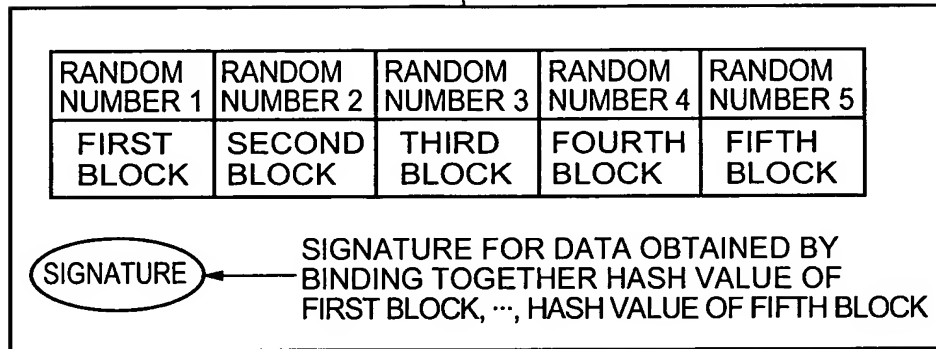 RANDOM NUMBER 1 RANDOM NUMBER 2 RANDOM NUMBER 3 RANDOM NUMBER 4 RANDOM NUMBER 5
FIRST BLOCK SECOND BLOCK THIRD BLOCK FOURTH BLOCK FIFTH BLOCK
SIGNATURE
SIGNATURE FOR DATA OBTAINED BY
BINDING TOGETHER HASH VALUE OF
FIRST BLOCK, ···, HASH VALUE OF FIFTH BLOCK